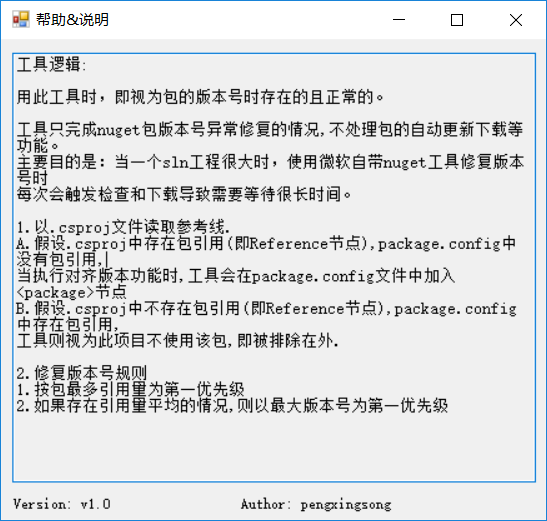 帮助&说明
工具逻辑:
用此工具时，即视为包的版本号时存在的且正常的。
工具只完成nuget包版本号异常修复的情况,不处理包的自动更新下载等
功能。
主要目的是：当一个sln工程很大时，使用微软自带nuget工具修复版本
号时
每次会触发检查和下载导致需要等待很长时间。
1.以.csproj文件读取参考线.
A.假设.csproj中存在包引用(即Reference节点),package.config中
没有包引用,
当执行对齐版本功能时,工具会在package.config文件中加入
<package>节点
B.假设.csproj中不存在包引用(即Reference节点),package.config
中存在包引用,
工具则视为此项目不使用该包,即被排除在外.
2.修复版本号规则
1.按包最多引用量为第一优先级
2.如果存在引用量平均的情况,则以最大版本号为第一优先级
Version: v1.0
Author: pengxingsong